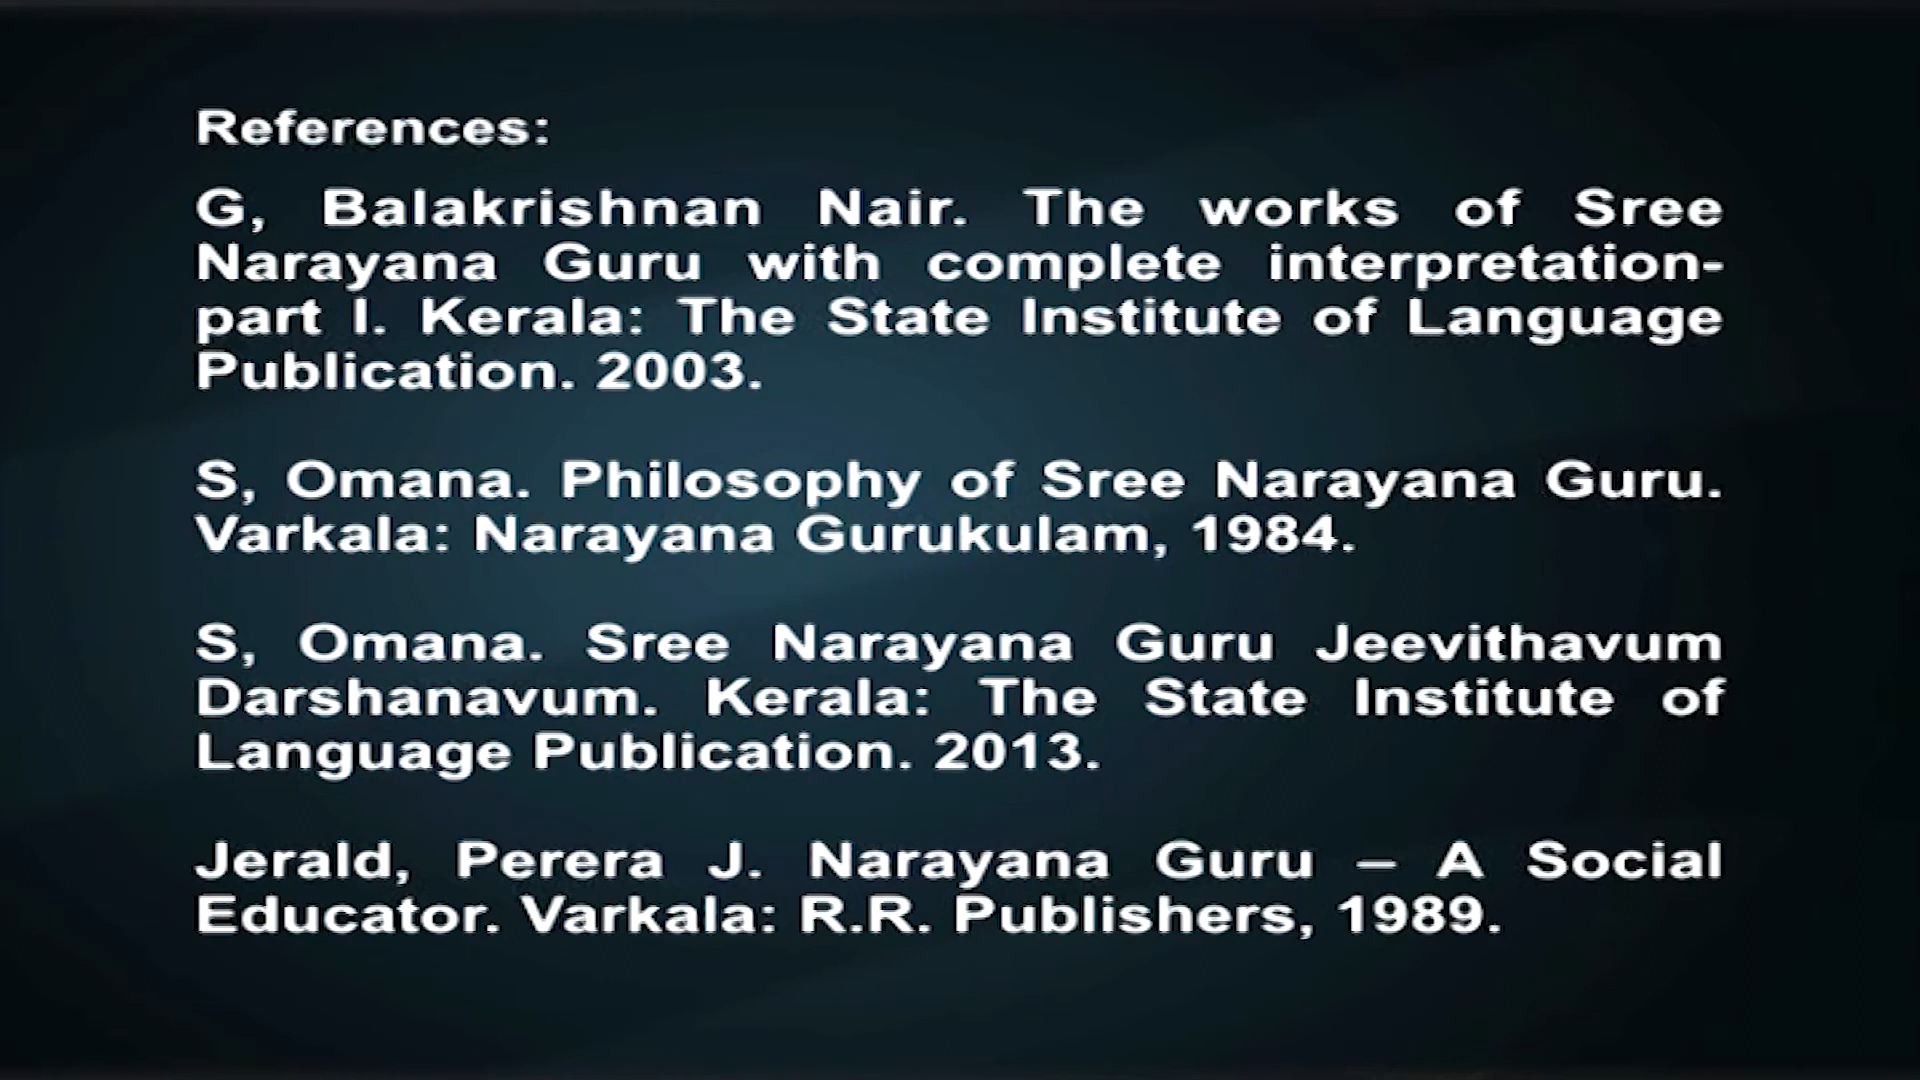 References:
G, Balakrishnan Nair. The works of Sree
Narayana Guru with complete interpretation-
part I. Kerala: The State Institute of Language
Publication. 2003.
S, Omana. Philosophy of Sree Narayana Guru.
Varkala: Narayana Gurukulam, 1984.
S, Omana. Sree Narayana Guru Jeevithavum
Darshanavum. Kerala: The State Institute of
Language Publication. 2013.
Jerald, Perera J. Narayana Guru – A Social
Educator. Varkala: R.R. Publishers, 1989.